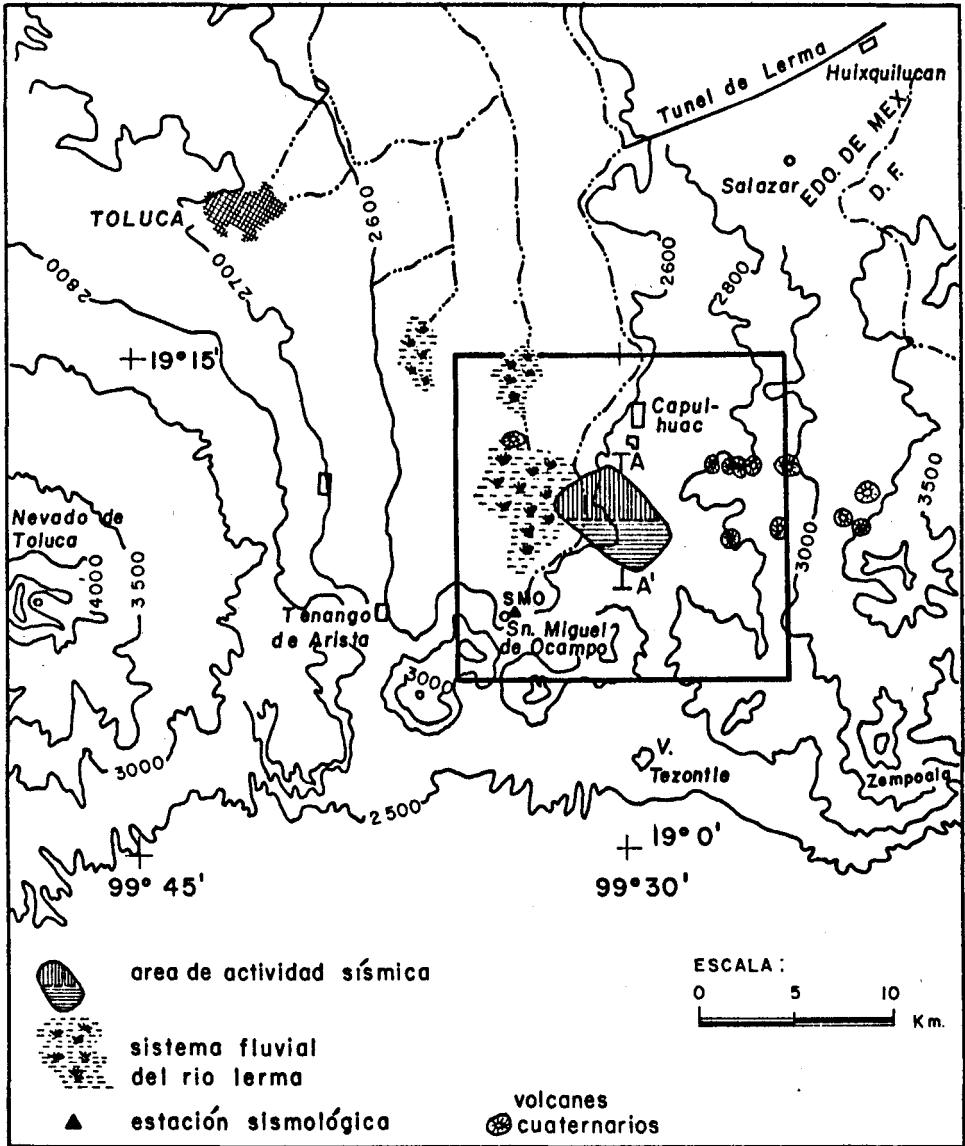 Huixquilucan
Tunel de Lerma
EDO. DE MEX.
D. F.
Salazar
TOLUCA
2600
2600
2700
2800
2800
19° 15'
Capul-
huac
A
3500
Nevado de
Toluca
4000
3500
3000
A'
SMO
Sn. Miguel
de Ocampo
Tenango
de Arista
3000
3000
V.
Tezontle
Zempoala
2500
19° 0'
99° 45'
99° 30'
area de actividad sísmica
ESCALA:
0 5 10
Km.
sistema fluvial
del rio lerma
estación sismológica
volcanes
cuaternarios